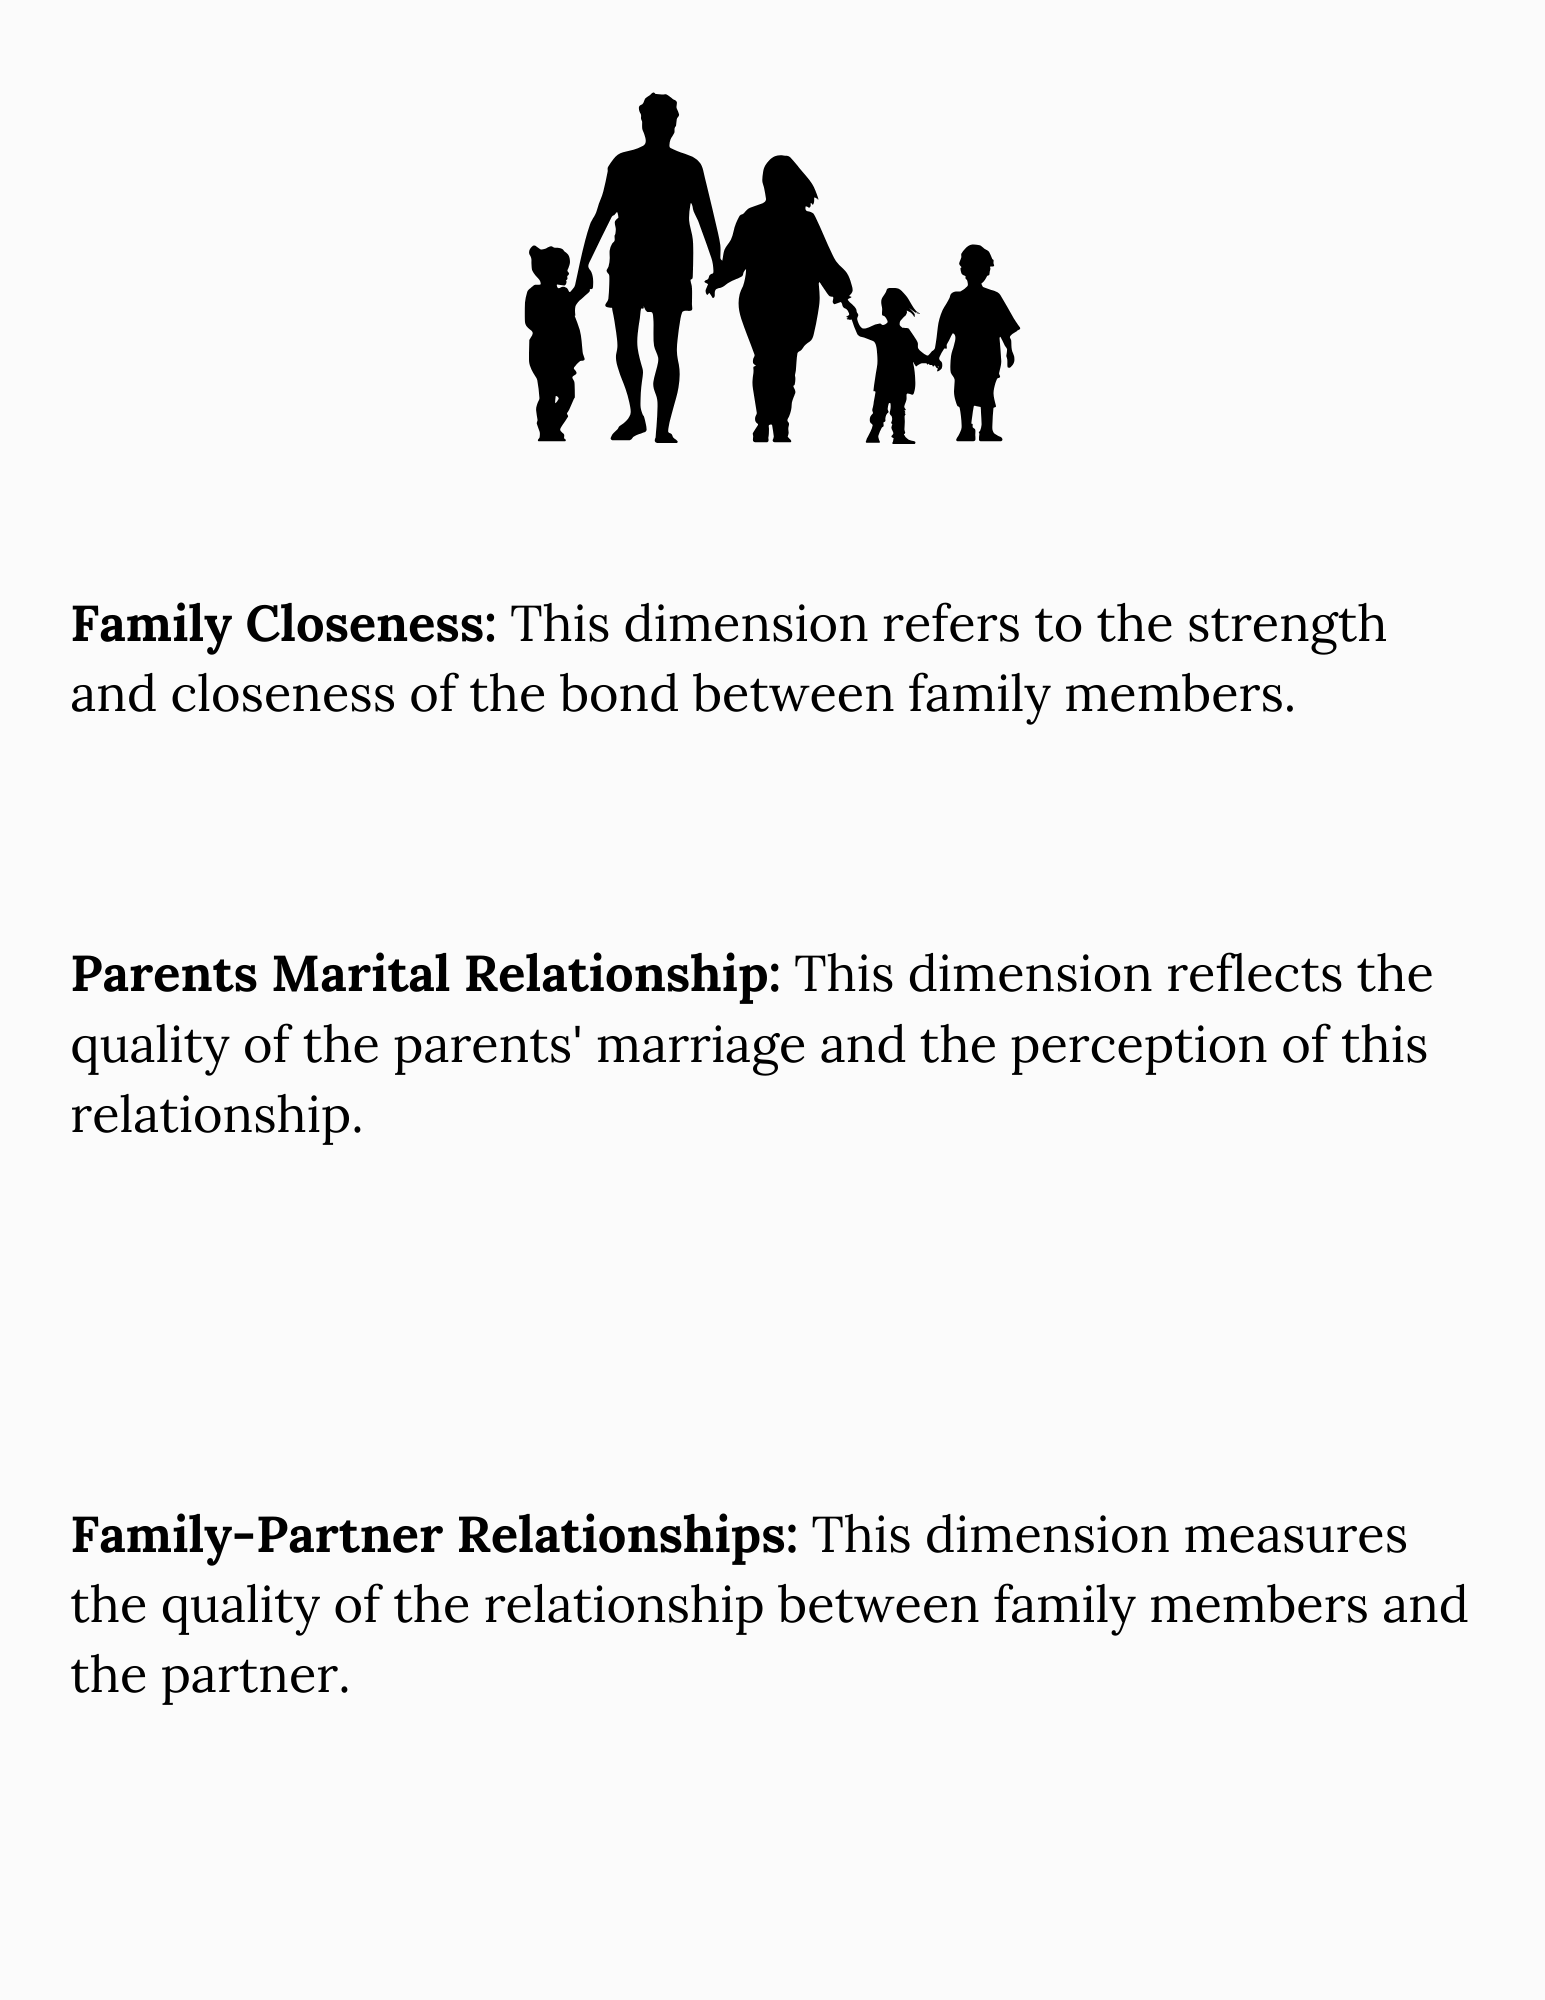 Family Closeness: This dimension refers to the strength
and closeness of the bond between family members.
Parents Marital Relationship: This dimension reflects the
quality of the parents' marriage and the perception of this
relationship.
Family-Partner Relationships: This dimension measures
the quality of the relationship between family members and
the partner.